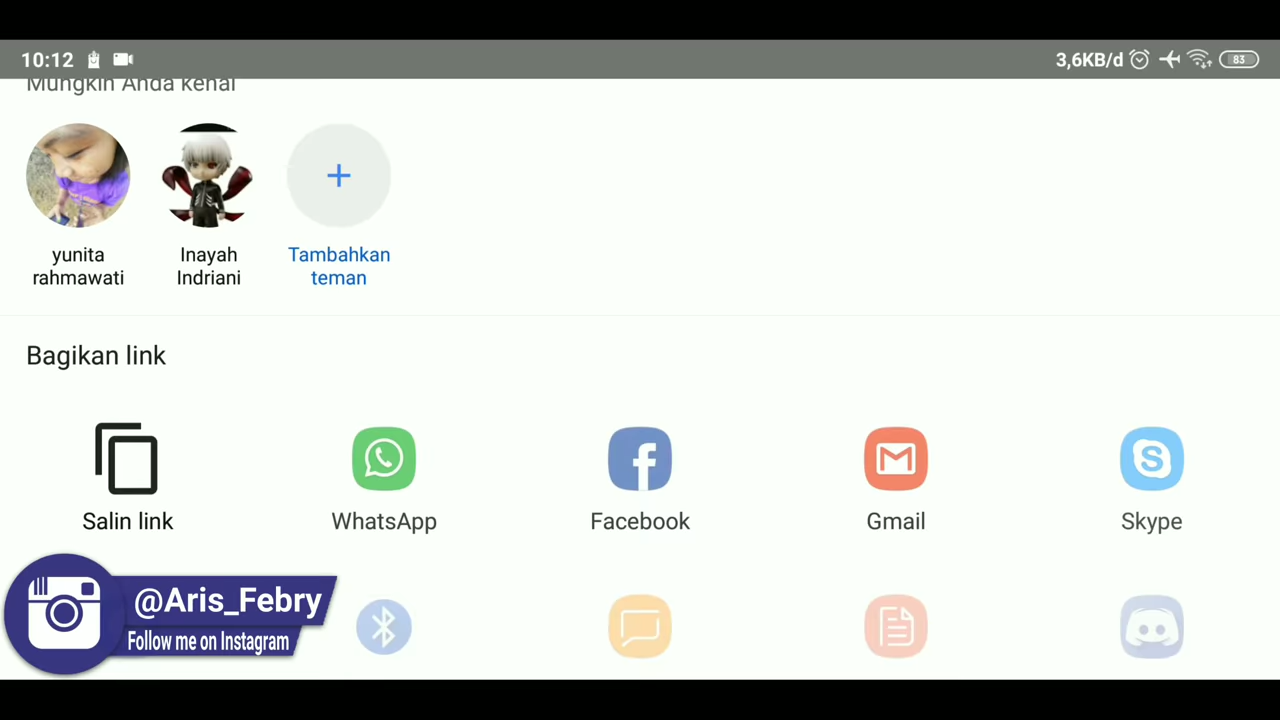 10:12
3,6KB/d
83
Mungkin Anda kenal
yunita
rahmawati
Inayah
Indriani
Tambahkan
teman
Bagikan link
Salin link
WhatsApp
Facebook
Gmail
Skype
@Aris_Febry
Follow me on Instagram